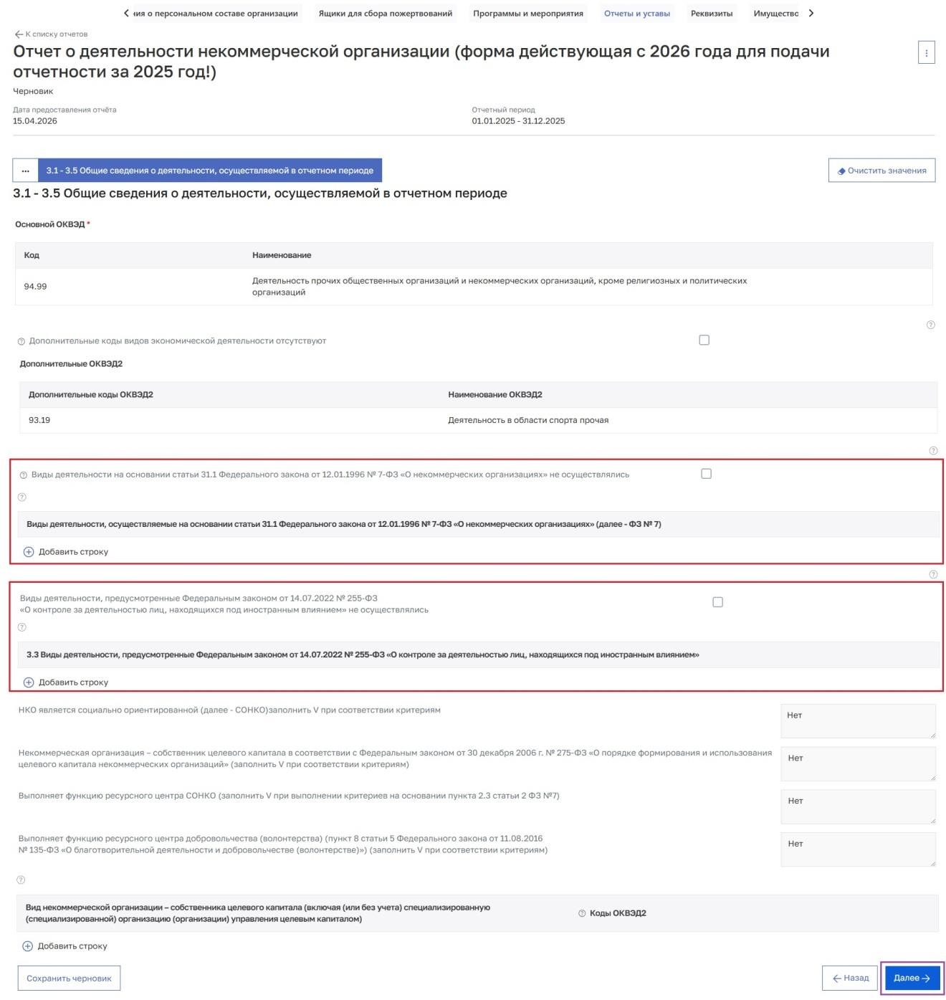 ния о персональном составе организации Ящики для сбора пожертвований Программы и мероприятия Отчеты и уставы Реквизиты Имущество
К списку отчетов
Отчет о деятельности некоммерческой организации (форма действующая с 2026 года для подачи
отчетности за 2025 год!)
Черновик
Дата предоставления отчёта Отчетный период
15.04.2026 01.01.2025 - 31.12.2025
... 3.1 - 3.5 Общие сведения о деятельности, осуществляемой в отчетном периоде Очистить значения
3.1 - 3.5 Общие сведения о деятельности, осуществляемой в отчетном периоде
Основной ОКВЭД *
Код Наименование
94.99 Деятельность прочих общественных организаций и некоммерческих организаций, кроме религиозных и политических
организаций
Дополнительные коды видов экономической деятельности отсутствуют
Дополнительные ОКВЭД2
Дополнительные коды ОКВЭД2 Наименование ОКВЭД2
93.19 Деятельность в области спорта прочая
Виды деятельности на основании статьи 31.1 Федерального закона от 12.01.1996 № 7-ФЗ «О некоммерческих организациях» не осуществлялись
Виды деятельности, осуществляемые на основании статьи 31.1 Федерального закона от 12.01.1996 № 7-ФЗ «О некоммерческих организациях» (далее - ФЗ № 7)
Добавить строку
Виды деятельности, предусмотренные Федеральным законом от 14.07.2022 № 255-ФЗ
«О контроле за деятельностью лиц, находящихся под иностранным влиянием» не осуществлялись
3.3 Виды деятельности, предусмотренные Федеральным законом от 14.07.2022 № 255-ФЗ «О контроле за деятельностью лиц, находящихся под иностранным влиянием»
Добавить строку
НКО является социально ориентированной (далее - СОНКО)заполнить V при соответствии критериям Нет
Некоммерческая организация – собственник целевого капитала в соответствии с Федеральным законом от 30 декабря 2006 г. № 275-ФЗ «О порядке формирования и использования Нет
целевого капитала некоммерческих организаций» (заполнить V при соответствии критериям)
Выполняет функцию ресурсного центра СОНКО (заполнить V при выполнении критериев на основании пункта 2.3 статьи 2 ФЗ №7) Нет
Выполняет функцию ресурсного центра добровольчества (волонтерства) (пункт 8 статьи 5 Федерального закона от 11.08.2016 Нет
№ 135-ФЗ «О благотворительной деятельности и добровольчестве (волонтерстве)») (заполнить V при соответствии критериям)
Вид некоммерческой организации – собственника целевого капитала (включая (или без учета) специализированную Коды ОКВЭД2
(специализированной) организацию (организации) управления целевым капиталом)
Добавить строку
Сохранить черновик Назад Далее